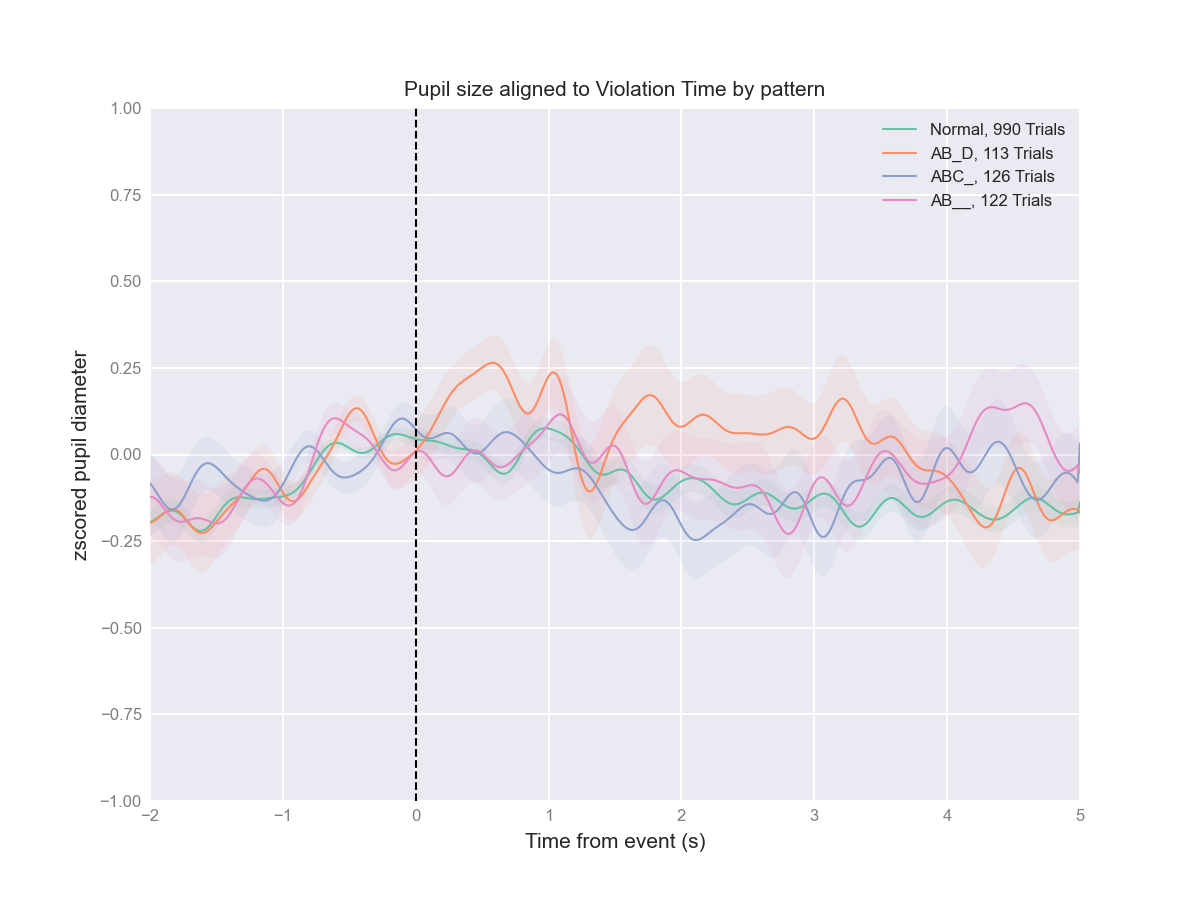 Pupil size aligned to Violation Time by pattern
1.00
0.75
0.50
0.25
0.00
−0.25
−0.50
−0.75
−1.00
zscored pupil diameter
Normal, 990 Trials
AB_D, 113 Trials
ABC_, 126 Trials
AB__, 122 Trials
−2 −1 0 1 2 3 4 5
Time from event (s)